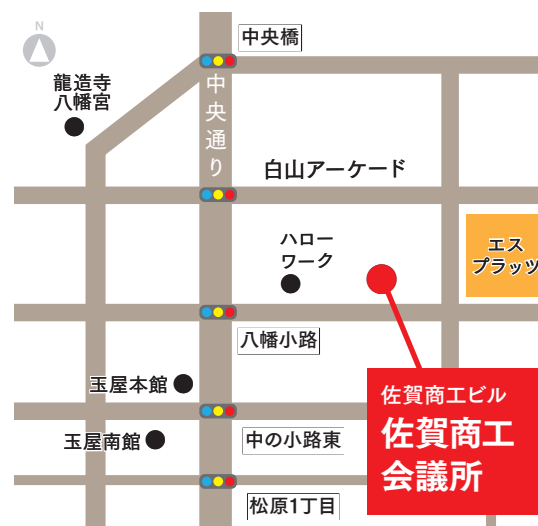 N
中央橋
龍造寺
八幡宮
中央通り
白山アーケード
ハロー
ワーク
エス
プラッツ
八幡小路
玉屋本館
佐賀商工ビル
佐賀商工
会議所
玉屋南館
中の小路東
松原1丁目